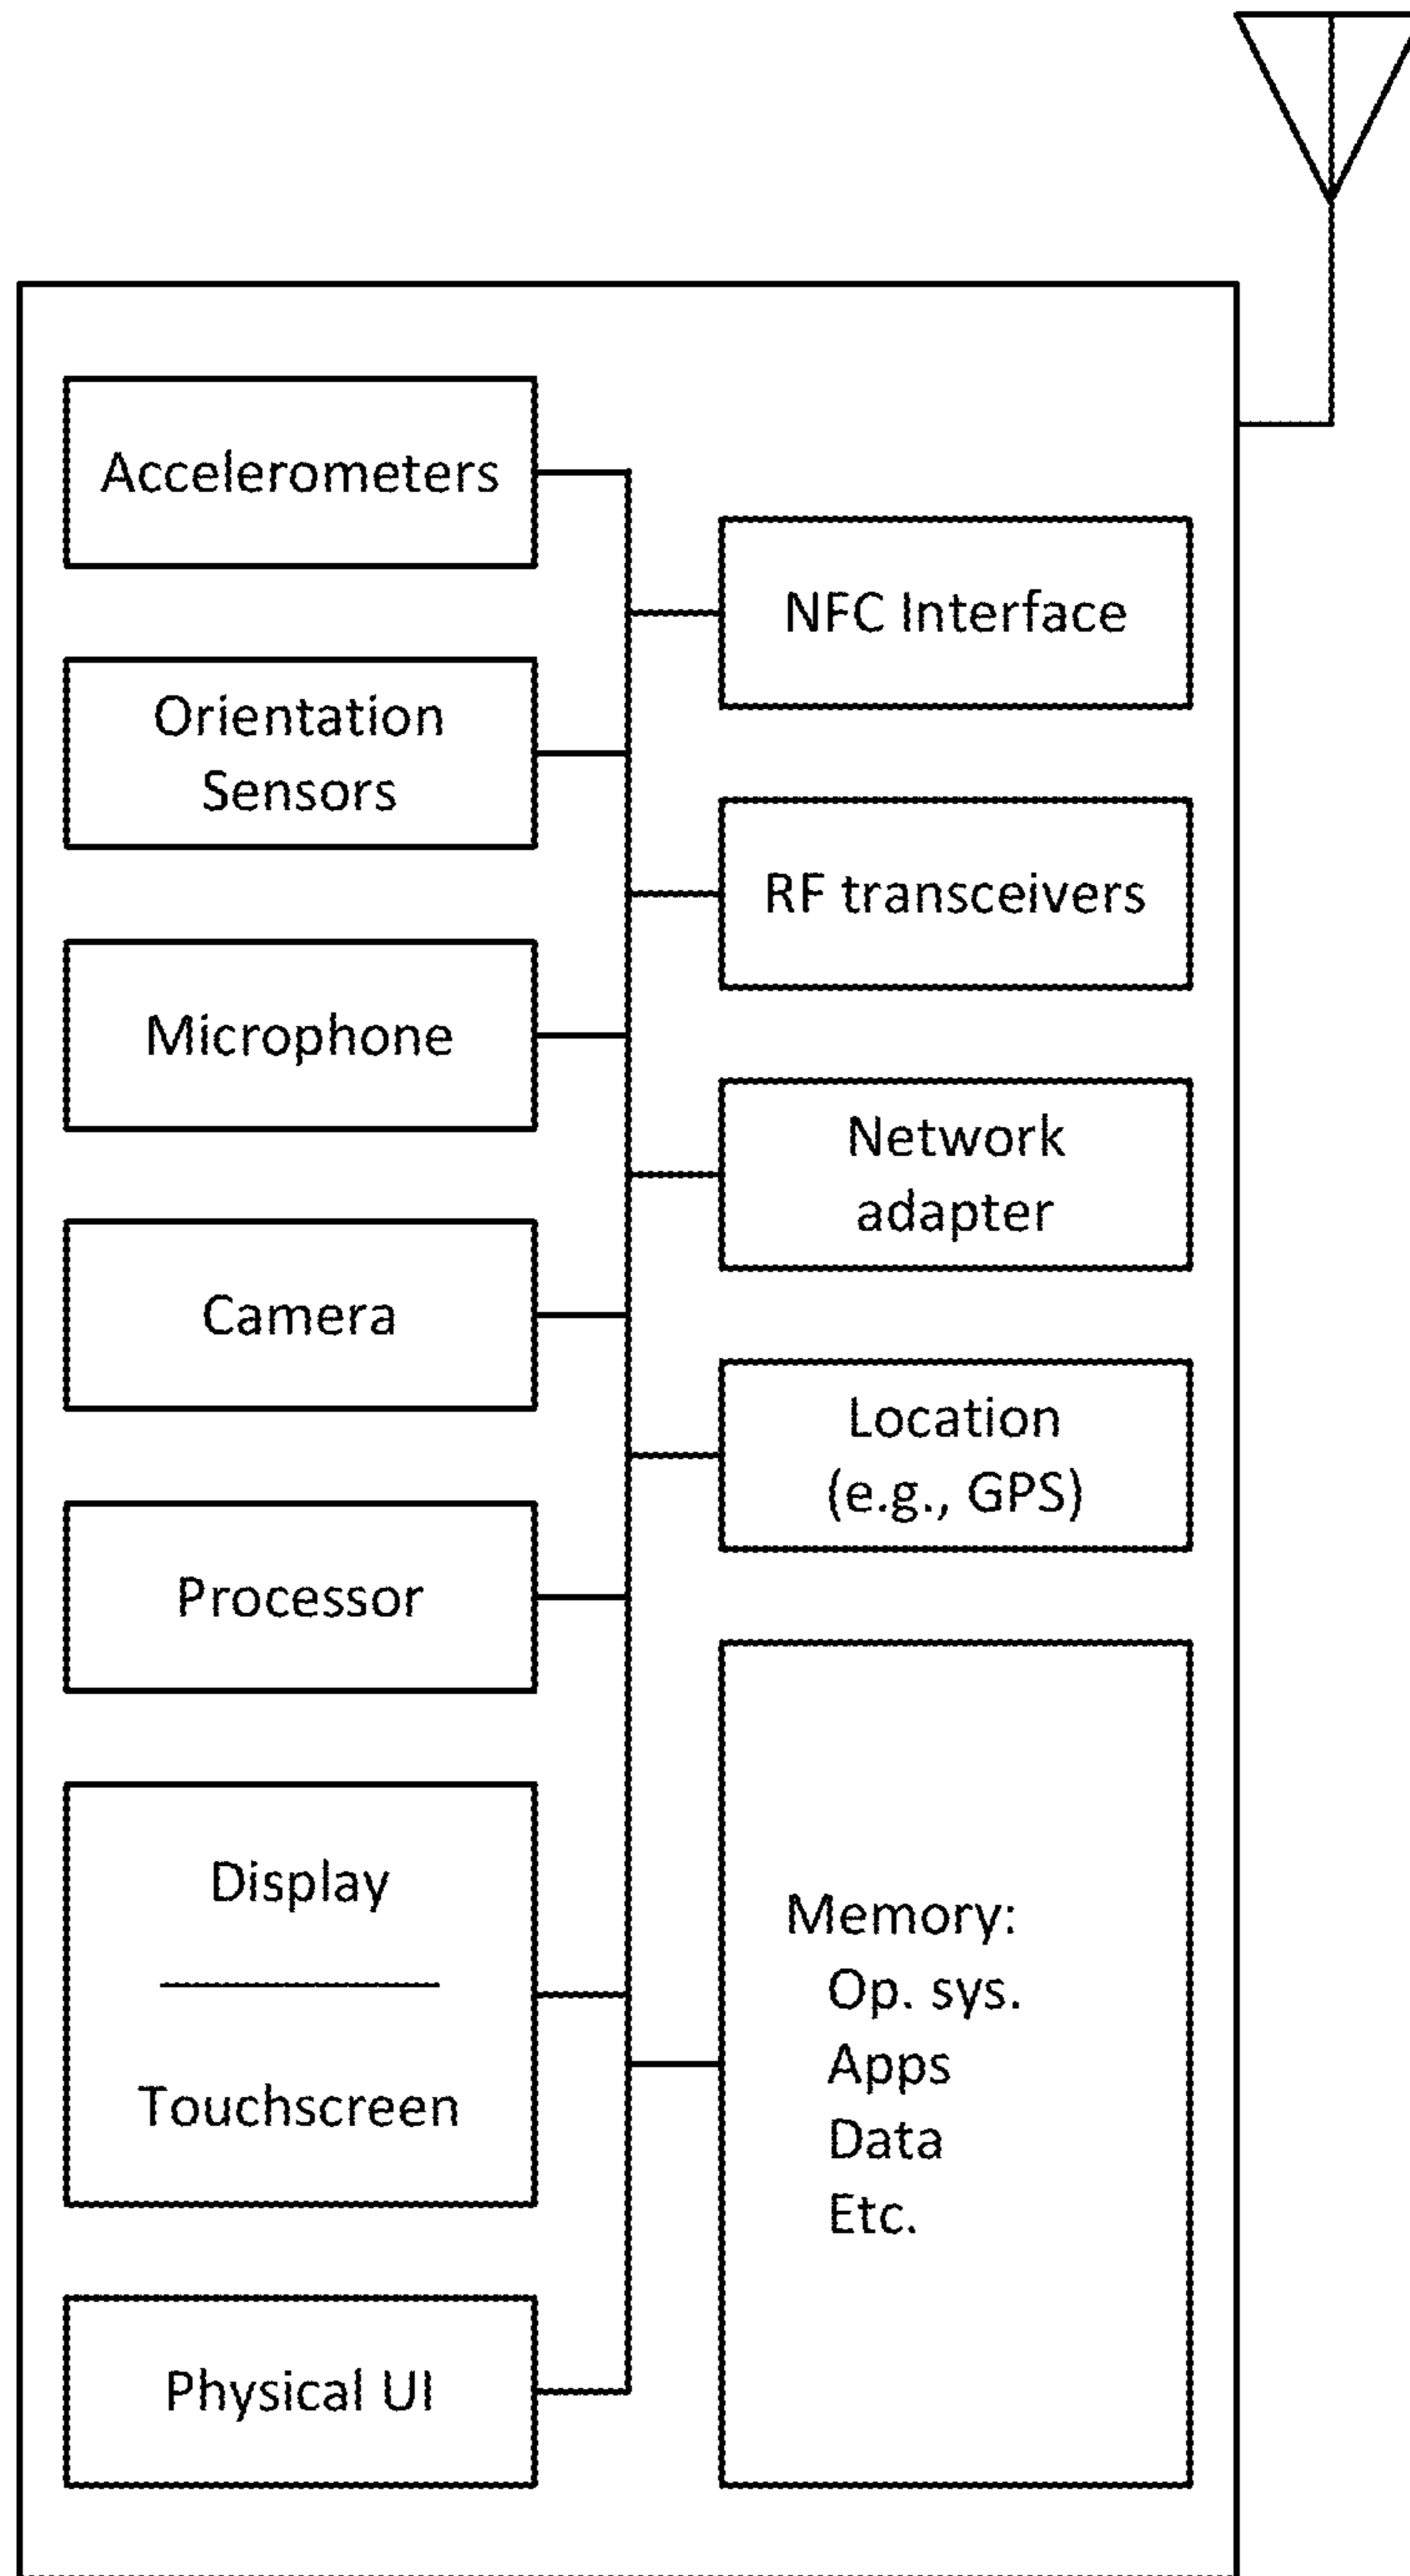 Accelerometers
Orientation
Sensors
Microphone
Camera
Processor
Display
Touchscreen
Physical UI
NFC Interface
RF transceivers
Network
adapter
Location
(e.g., GPS)
Memory:
Op. sys.
Apps
Data
Etc.